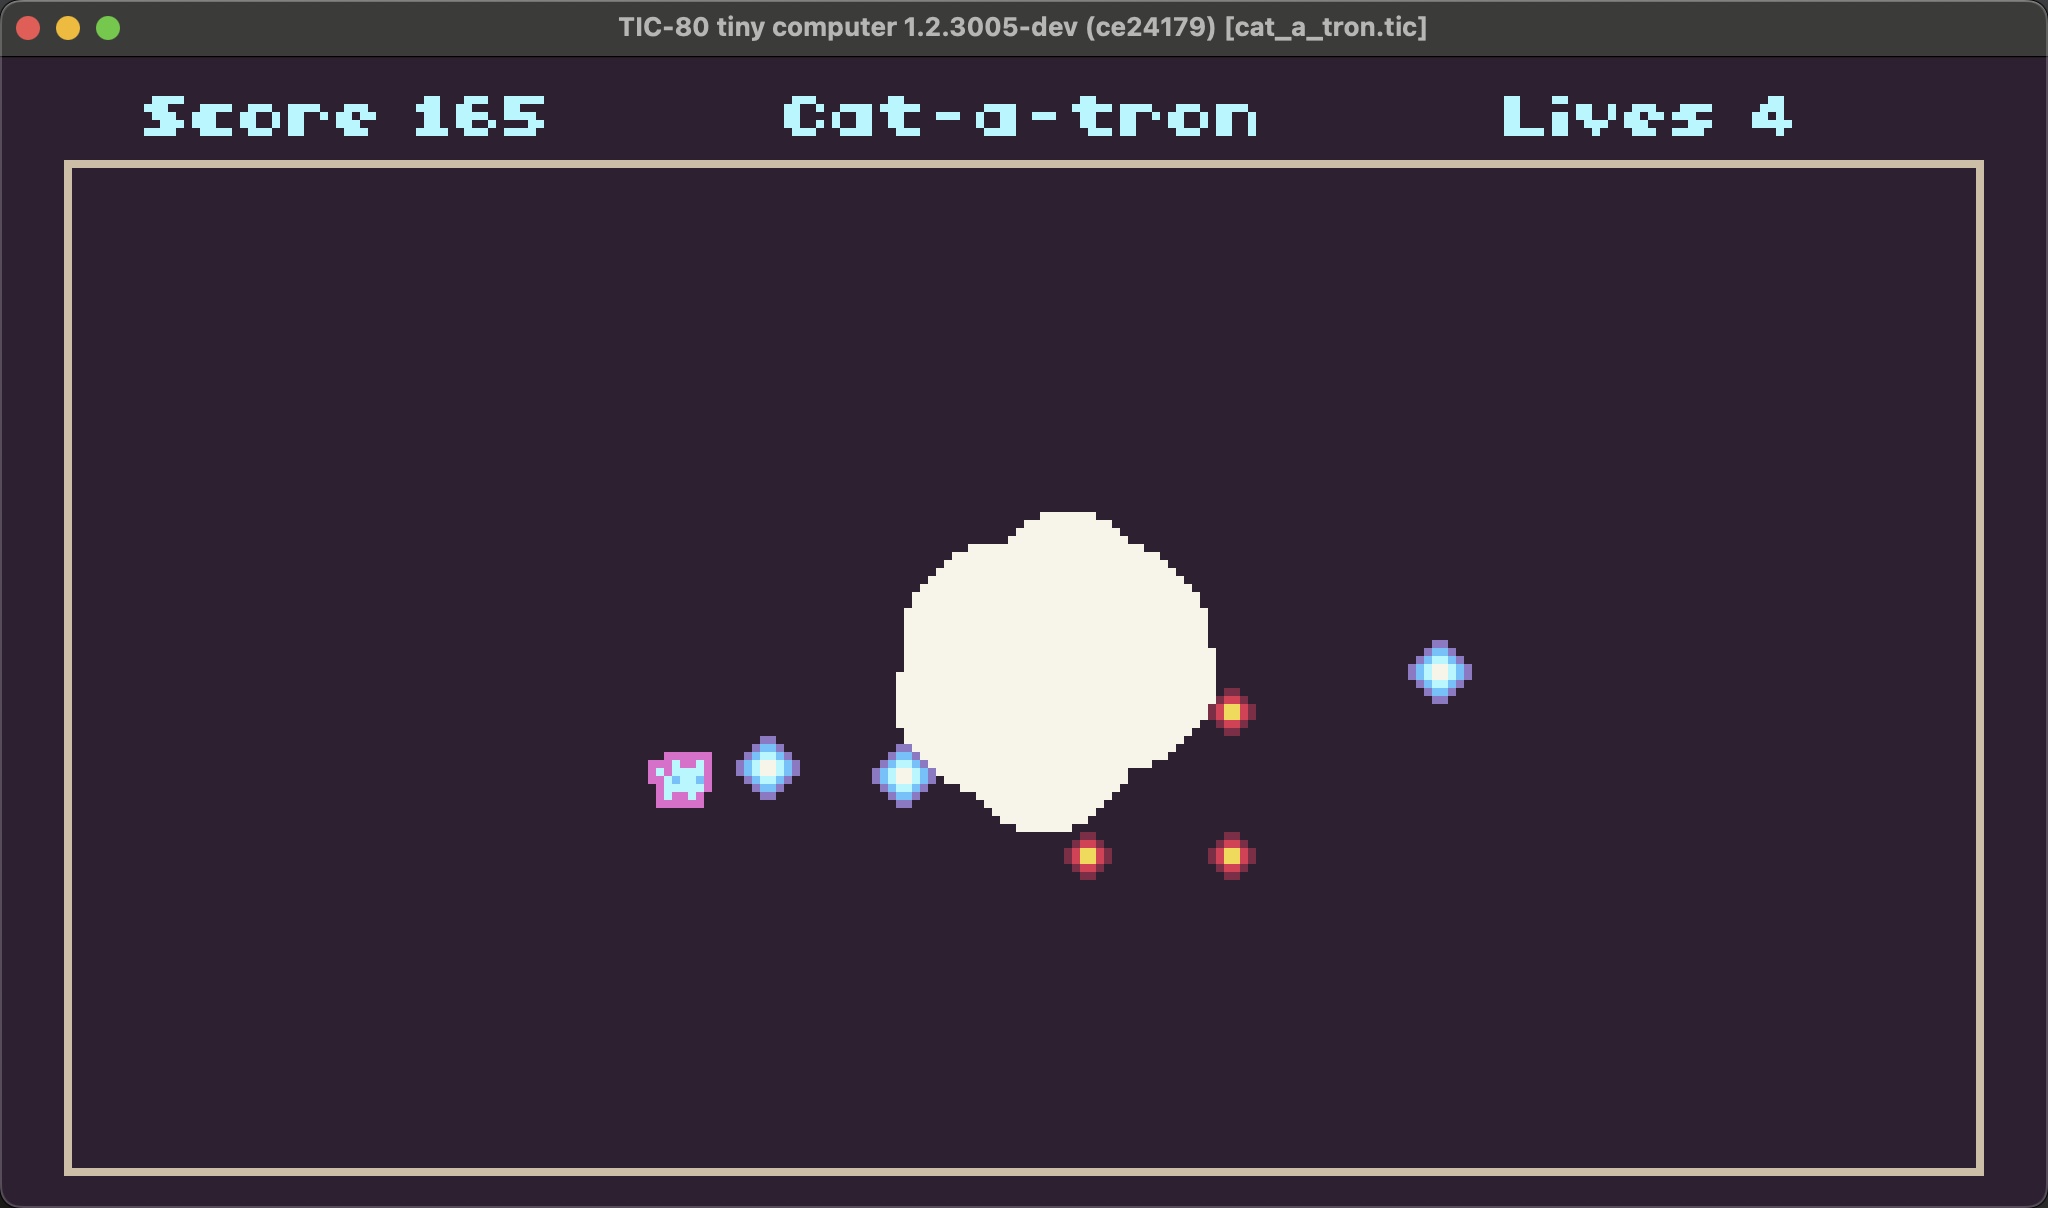 TIC-80 tiny computer 1.2.3005-dev (ce24179) [cat_a_tron.tic]
Score 165 Cat-a-tron Lives 4